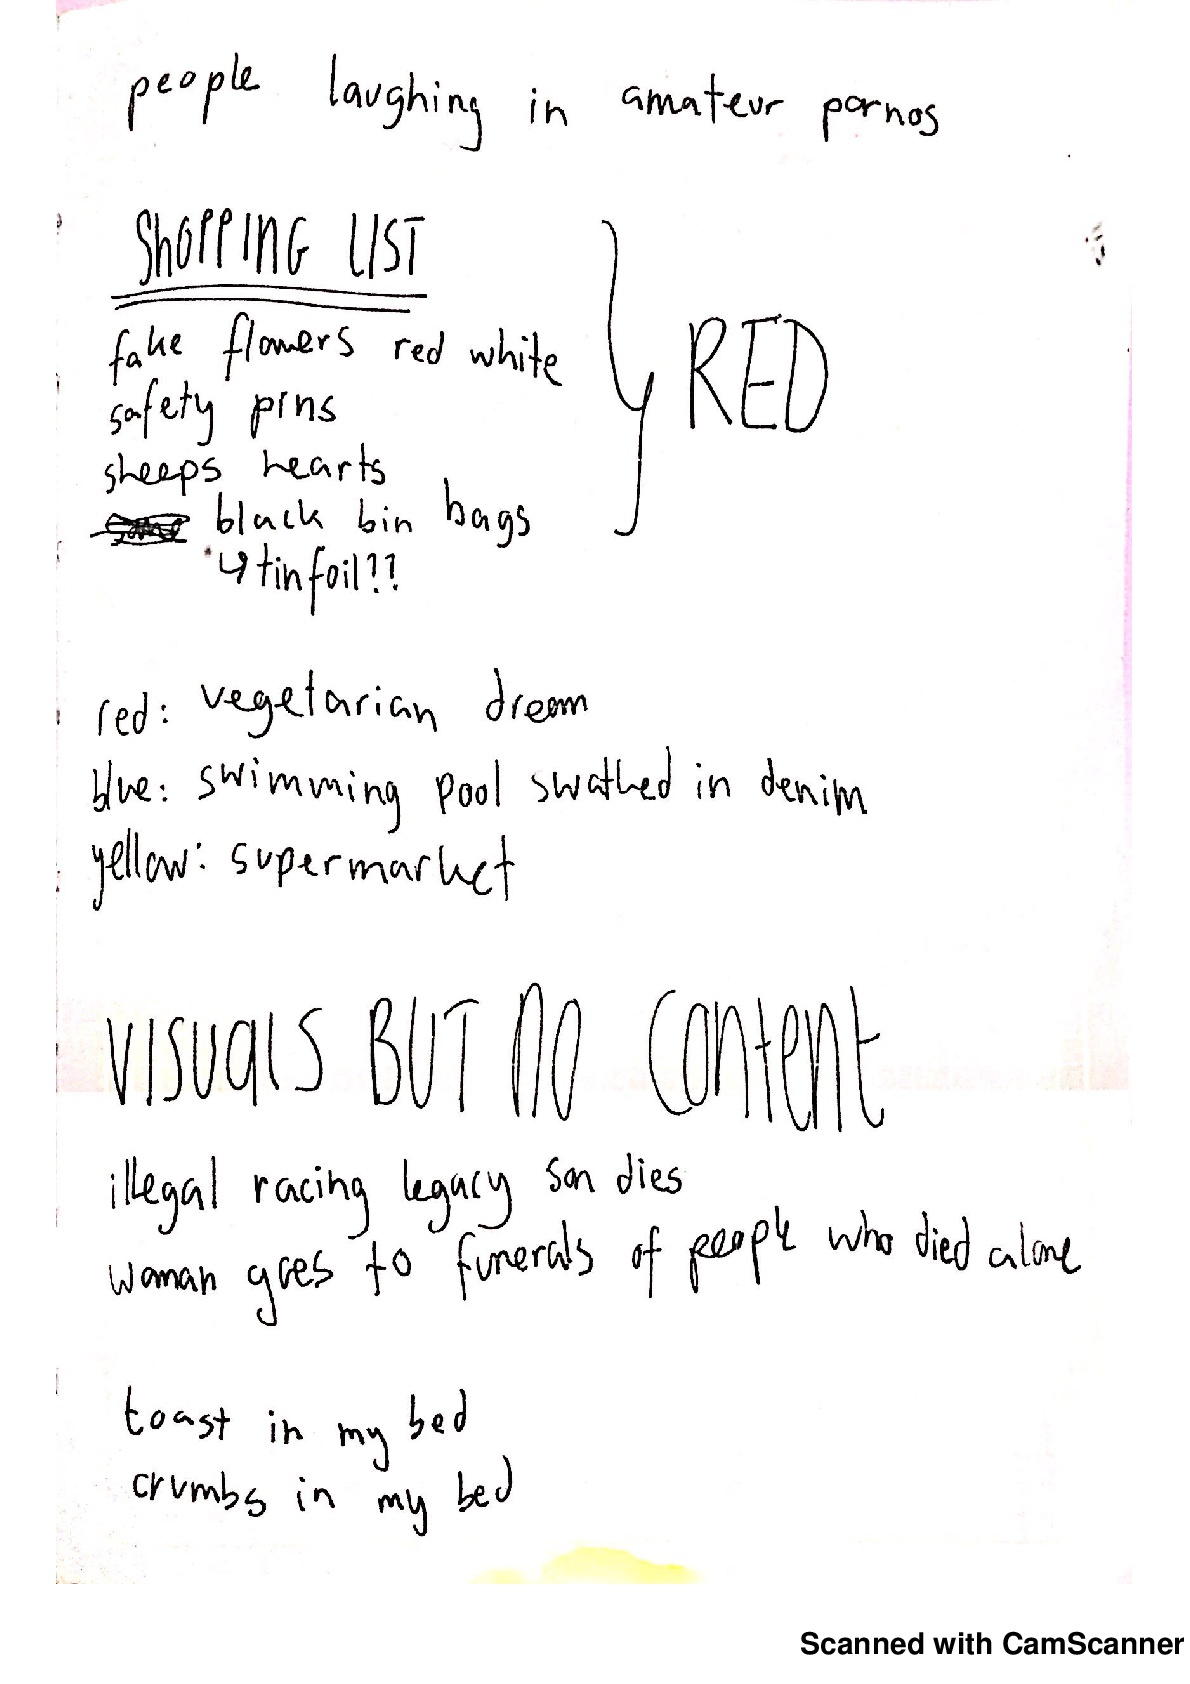 people laughing in amateur pornos
SHOPPING LIST
fake flowers red white
safety pins
sheeps hearts
black bin bags
↳ tinfoil??
} RED
red: vegetarian dream
blue: swimming pool swathed in denim
yellow: supermarket
VISUALS BUT NO CONTENT
illegal racing legacy son dies
woman goes to funerals of people who died alone
toast in my bed
crumbs in my bed
Scanned with CamScanner